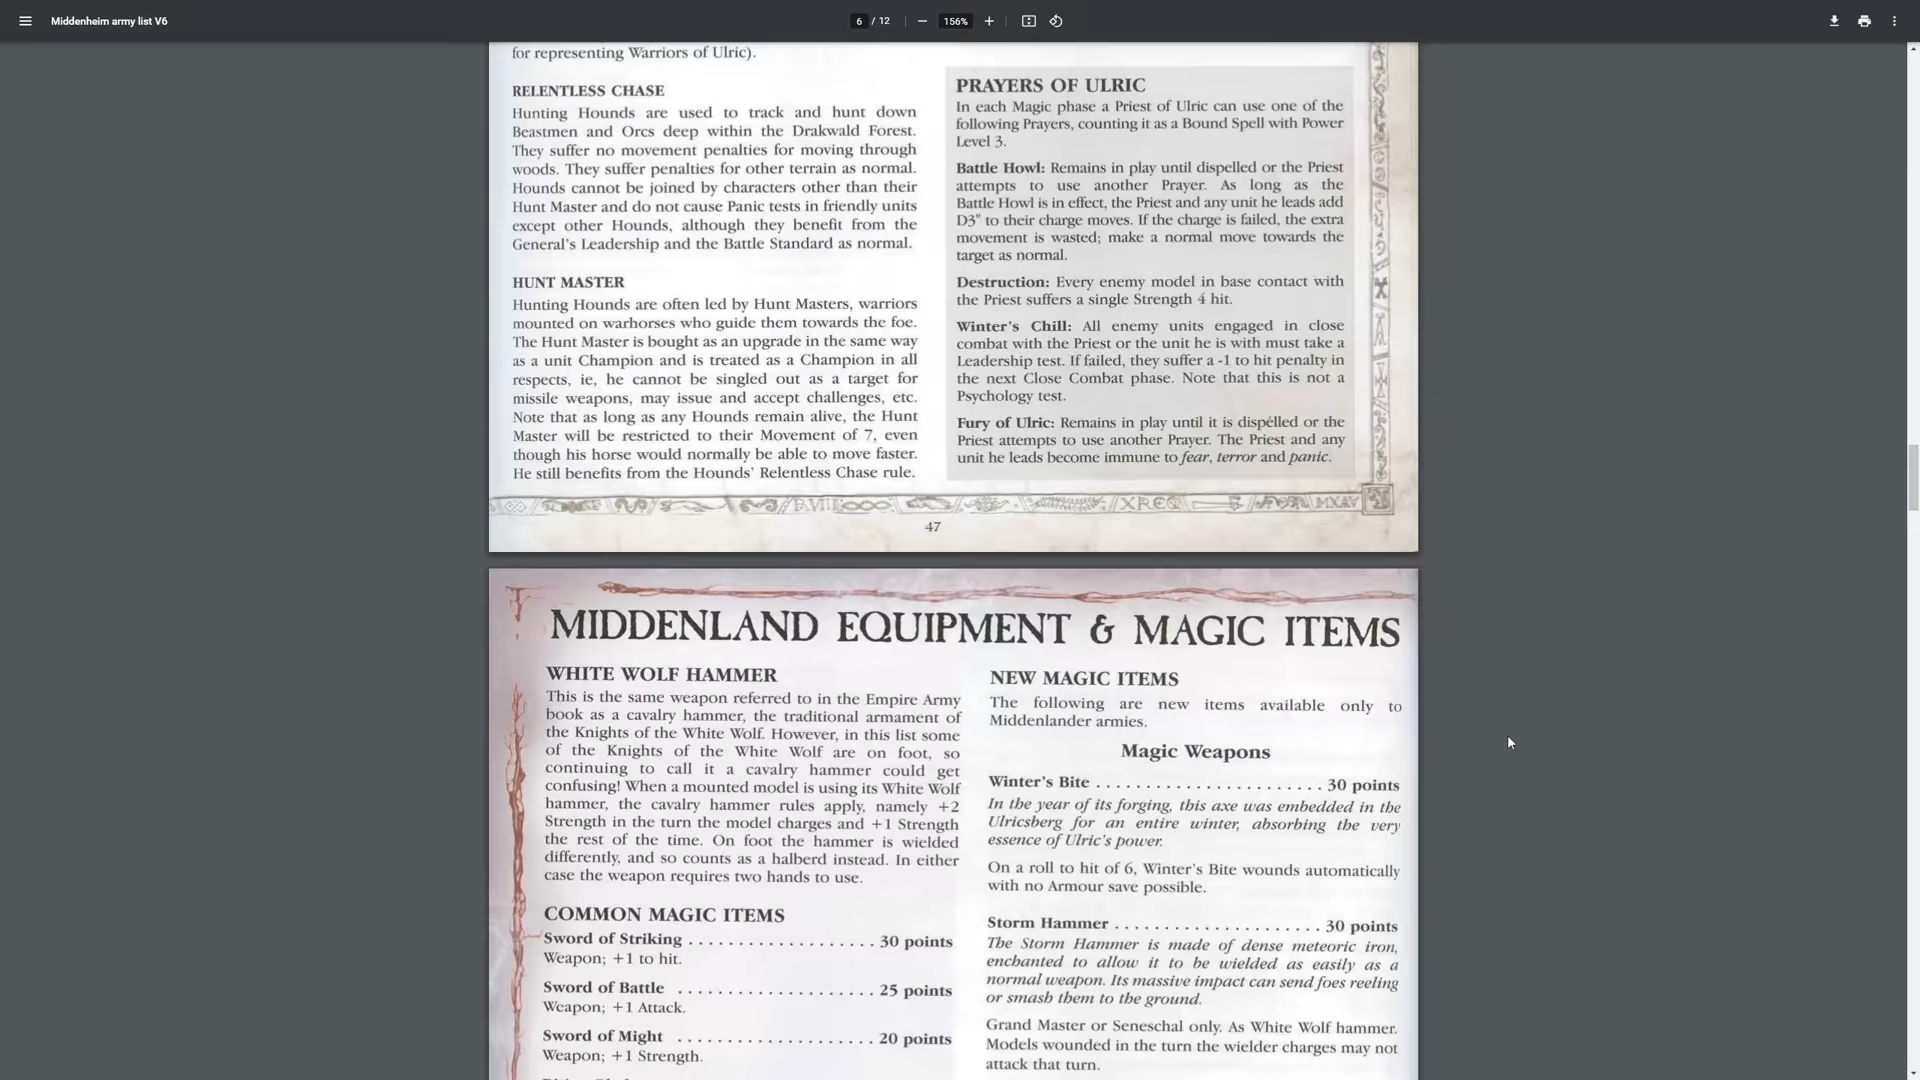 Middenheim army list V6
6 / 12
156%
for representing Warriors of Ulric).
RELENTLESS CHASE
Hunting Hounds are used to track and hunt down
Beastmen and Orcs deep within the Drakwald Forest.
They suffer no movement penalties for moving through
woods. They suffer penalties for other terrain as normal.
Hounds cannot be joined by characters other than their
Hunt Master and do not cause Panic tests in friendly units
except other Hounds, although they benefit from the
General's Leadership and the Battle Standard as normal.
HUNT MASTER
Hunting Hounds are often led by Hunt Masters, warriors
mounted on warhorses who guide them towards the foe.
The Hunt Master is bought as an upgrade in the same way
as a unit Champion and is treated as a Champion in all
respects, ie, he cannot be singled out as a target for
missile weapons, may issue and accept challenges, etc.
Note that as long as any Hounds remain alive, the Hunt
Master will be restricted to their Movement of 7, even
though his horse would normally be able to move faster.
He still benefits from the Hounds' Relentless Chase rule.
PRAYERS OF ULRIC
In each Magic phase a Priest of Ulric can use one of the
following Prayers, counting it as a Bound Spell with Power
Level 3.
Battle Howl: Remains in play until dispelled or the Priest
attempts to use another Prayer. As long as the
Battle Howl is in effect, the Priest and any unit he leads add
D3" to their charge moves. If the charge is failed, the extra
movement is wasted; make a normal move towards the
target as normal.
Destruction: Every enemy model in base contact with
the Priest suffers a single Strength 4 hit.
Winter's Chill: All enemy units engaged in close
combat with the Priest or the unit he is with must take a
Leadership test. If failed, they suffer a -1 to hit penalty in
the next Close Combat phase. Note that this is not a
Psychology test.
Fury of Ulric: Remains in play until it is dispelled or the
Priest attempts to use another Prayer. The Priest and any
unit he leads become immune to fear, terror and panic.
47
MIDDENLAND EQUIPMENT & MAGIC ITEMS
WHITE WOLF HAMMER
This is the same weapon referred to in the Empire Army
book as a cavalry hammer, the traditional armament of
the Knights of the White Wolf. However, in this list some
of the Knights of the White Wolf are on foot, so
continuing to call it a cavalry hammer could get
confusing! When a mounted model is using its White Wolf
hammer, the cavalry hammer rules apply, namely +2
Strength in the turn the model charges and +1 Strength
the rest of the time. On foot the hammer is wielded
differently, and so counts as a halberd instead. In either
case the weapon requires two hands to use.
COMMON MAGIC ITEMS
Sword of Striking . . . . . . . . . . . . . . . . . . . 30 points
Weapon; +1 to hit.
Sword of Battle . . . . . . . . . . . . . . . . . . . . 25 points
Weapon; +1 Attack.
Sword of Might . . . . . . . . . . . . . . . . . . . . 20 points
Weapon; +1 Strength.
NEW MAGIC ITEMS
The following are new items available only to
Middenlander armies.
Magic Weapons
Winter's Bite . . . . . . . . . . . . . . . . . . . . . . . 30 points
In the year of its forging, this axe was embedded in the
Ulricsberg for an entire winter, absorbing the very
essence of Ulric's power.
On a roll to hit of 6, Winter's Bite wounds automatically
with no Armour save possible.
Storm Hammer . . . . . . . . . . . . . . . . . . . . . 30 points
The Storm Hammer is made of dense meteoric iron,
enchanted to allow it to be wielded as easily as a
normal weapon. Its massive impact can send foes reeling
or smash them to the ground.
Grand Master or Seneschal only. As White Wolf hammer.
Models wounded in the turn the wielder charges may not
attack that turn.